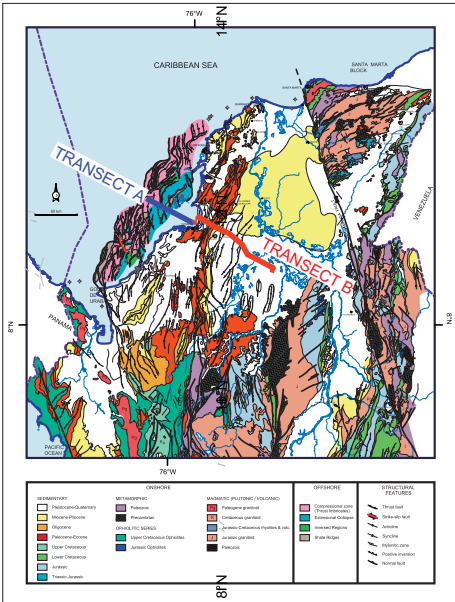 76°W
14°N
CARIBBEAN SEA
SANTA MARTA
BLOCK
SANTA MARTA
TRANSECT A
VENEZUELA
50 km
TRANSECT B
8°N
8°N
PANAMA
PACIFIC
OCEAN
76°W
8°N
ONSHORE
OFFSHORE
STRUCTURAL
FEATURES
SEDIMENTARY
Pleistocene-Quaternary
Miocene-Pliocene
Oligocene
Paleocene-Eocene
Upper Cretaceous
Lower Cretaceous
Jurassic
Triassic-Jurassic
METAMORPHIC
Paleozoic
Precambrian
OPHIOLITIC SERIES
Upper Cretaceous Ophiolites
Jurassic Ophiolites
MAGMATIC (PLUTONIC / VOLCANIC)
Paleogene granitoid
Cretaceous granitoid
Jurassic-Cretaceous rhyolites & volc.
Jurassic granitoid
Paleozoic
Compressional zone
(Thrust Imbricates)
Extensional Collapse
Inversed Regions
Shale Ridges
Thrust fault
Strike-slip fault
Anticline
Syncline
Mylonitic zone
Positive inversion
Normal fault